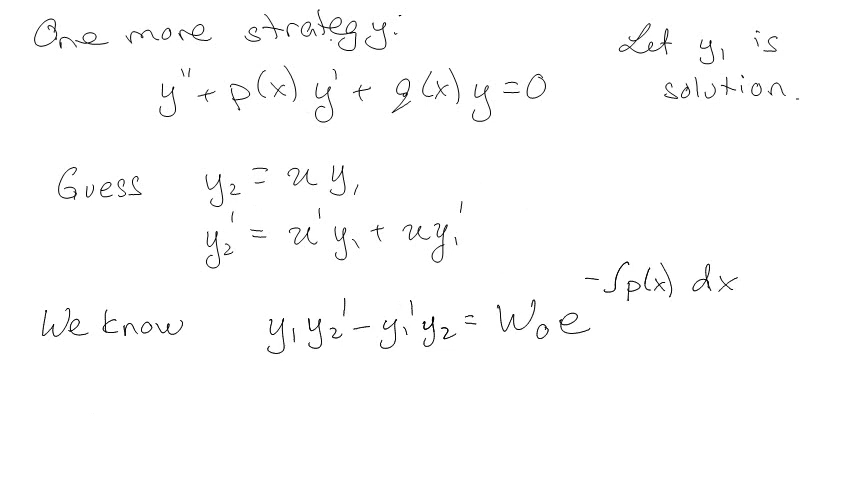 One more strategy:
Let y₁ is
solution.
y'' + p(x) y' + q(x) y = 0
Guess y₂ = u y₁
y₂' = u' y₁ + u y₁'
We know y₁ y₂' - y₁' y₂ = W₀ e^{-∫p(x) dx}